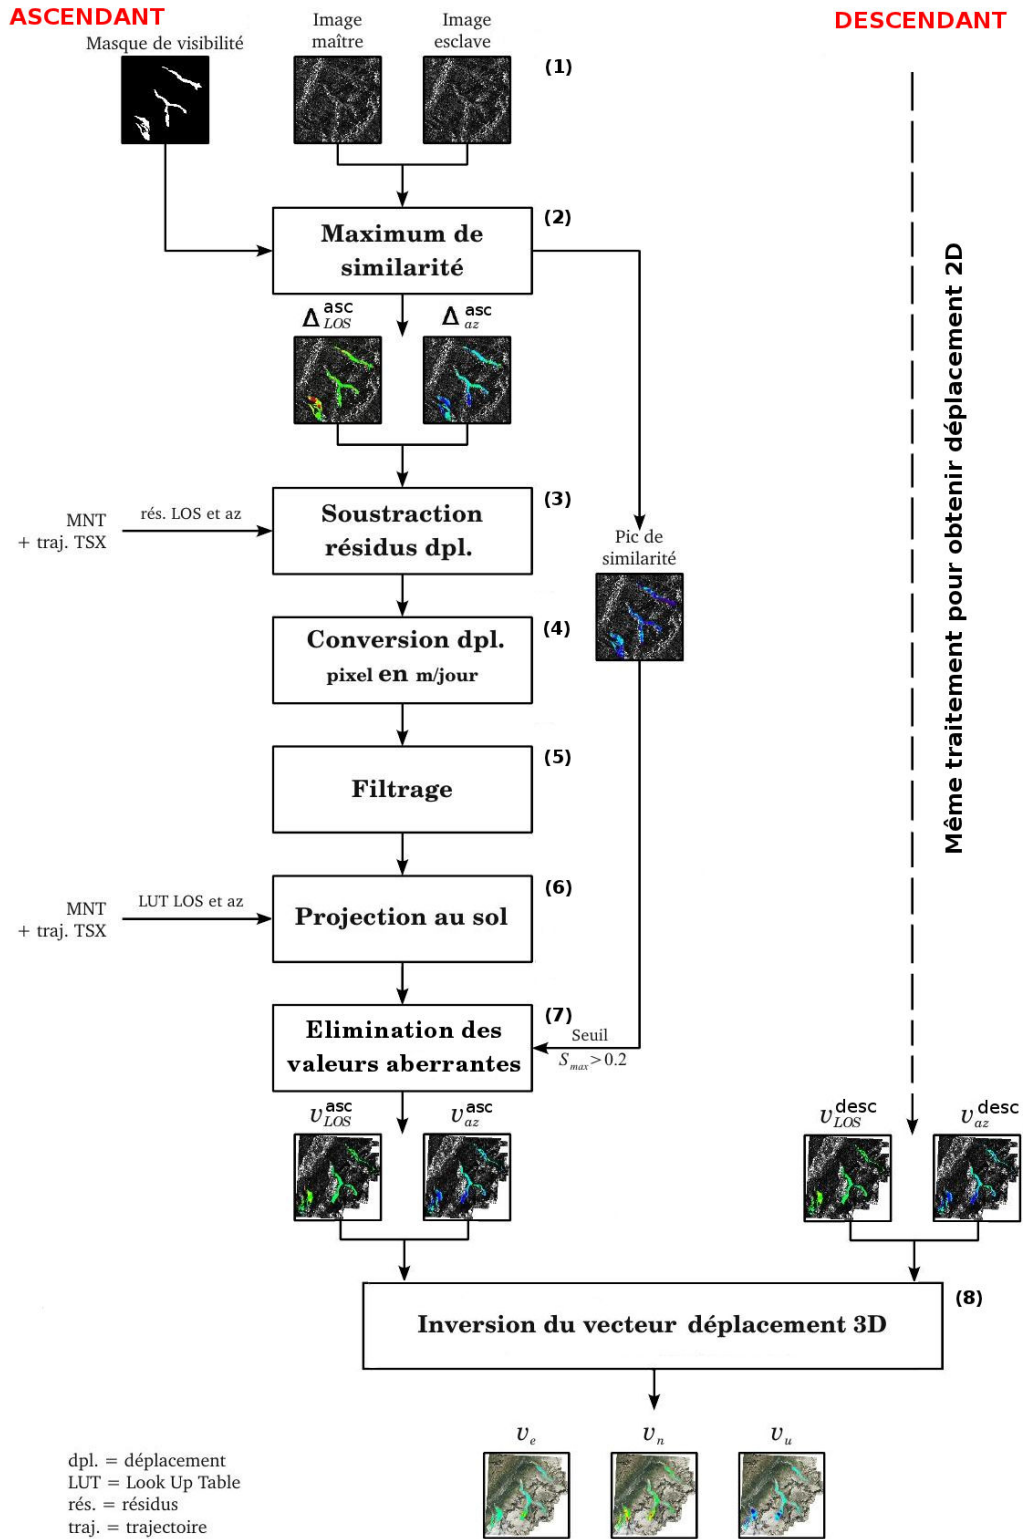 ASCENDANT
DESCENDANT
Masque de visibilité
Image
maître
Image
esclave
(1)
(2)
Maximum de
similarité
Δ LOS asc
Δ az asc
(3)
MNT
+ traj. TSX
rés. LOS et az
Soustraction
résidus dpl.
Pic de
similarité
(4)
Conversion dpl.
pixel en m/jour
(5)
Filtrage
(6)
MNT
+ traj. TSX
LUT LOS et az
Projection au sol
(7)
Elimination des
valeurs aberrantes
Seuil
Smax>0.2
Même traitement pour obtenir déplacement 2D
v LOS asc
v az asc
v LOS desc
v az desc
(8)
Inversion du vecteur déplacement 3D
ve
vn
vu
dpl. = déplacement
LUT = Look Up Table
rés. = résidus
traj. = trajectoire